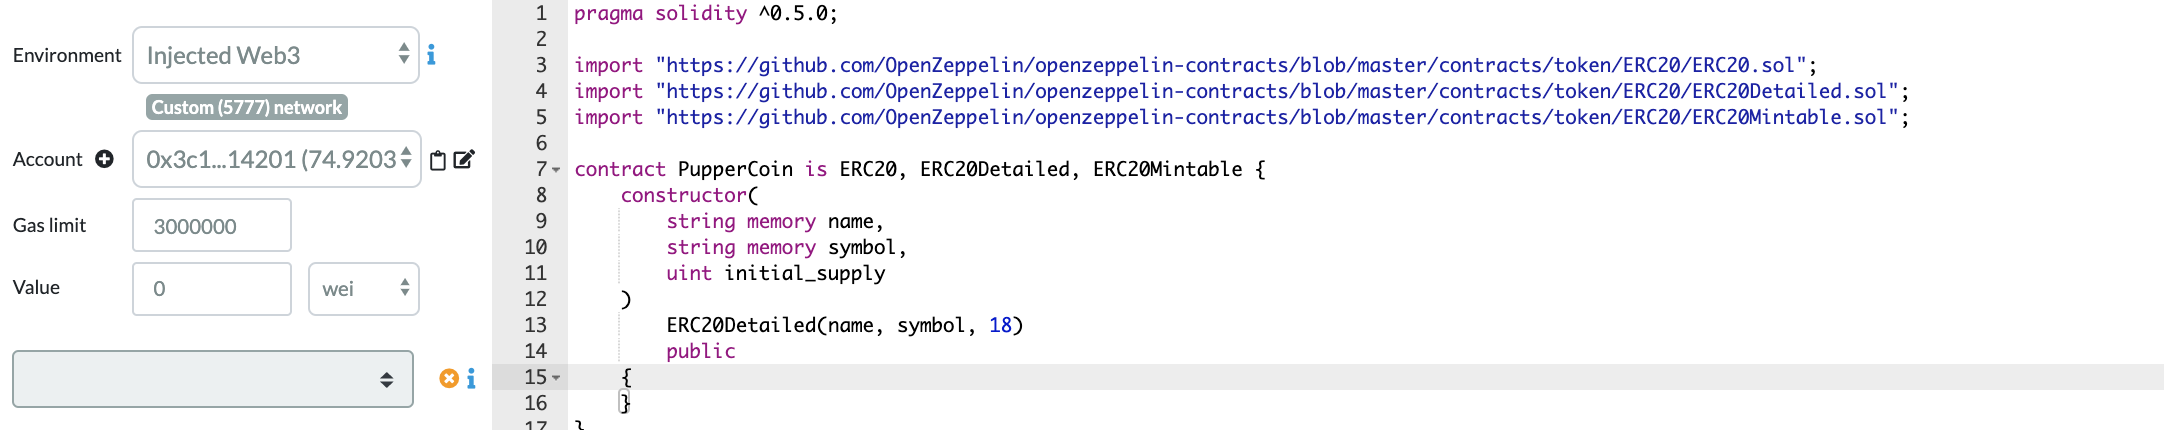 Environment
Injected Web3
Custom (5777) network
Account
0x3c1...14201 (74.9203
Gas limit
3000000
Value
0
wei
1 pragma solidity ^0.5.0;
2
3 import "https://github.com/OpenZeppelin/openzeppelin-contracts/blob/master/contracts/token/ERC20/ERC20.sol";
4 import "https://github.com/OpenZeppelin/openzeppelin-contracts/blob/master/contracts/token/ERC20/ERC20Detailed.sol";
5 import "https://github.com/OpenZeppelin/openzeppelin-contracts/blob/master/contracts/token/ERC20/ERC20Mintable.sol";
6
7 contract PupperCoin is ERC20, ERC20Detailed, ERC20Mintable {
8 constructor(
9 string memory name,
10 string memory symbol,
11 uint initial_supply
12 )
13 ERC20Detailed(name, symbol, 18)
14 public
15 {
16 }
17 }